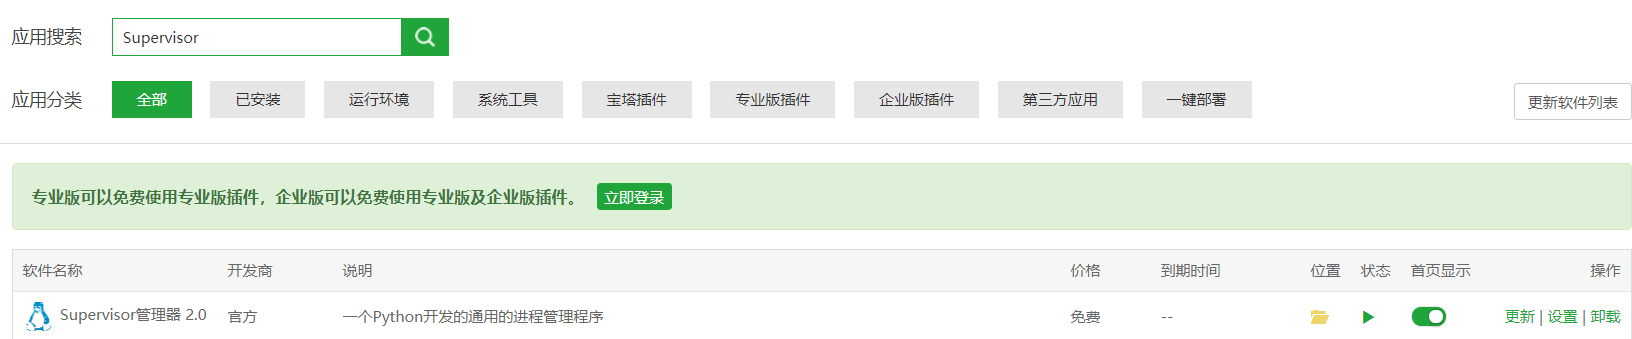 应用搜索 Supervisor
应用分类 全部 已安装 运行环境 系统工具 宝塔插件 专业版插件 企业版插件 第三方应用 一键部署 更新软件列表
专业版可以免费使用专业版插件，企业版可以免费使用专业版及企业版插件。 立即登录
软件名称 开发商 说明 价格 到期时间 位置 状态 首页显示 操作
Supervisor管理器 2.0 官方 一个Python开发的通用的进程管理程序 免费 -- 更新 | 设置 | 卸载